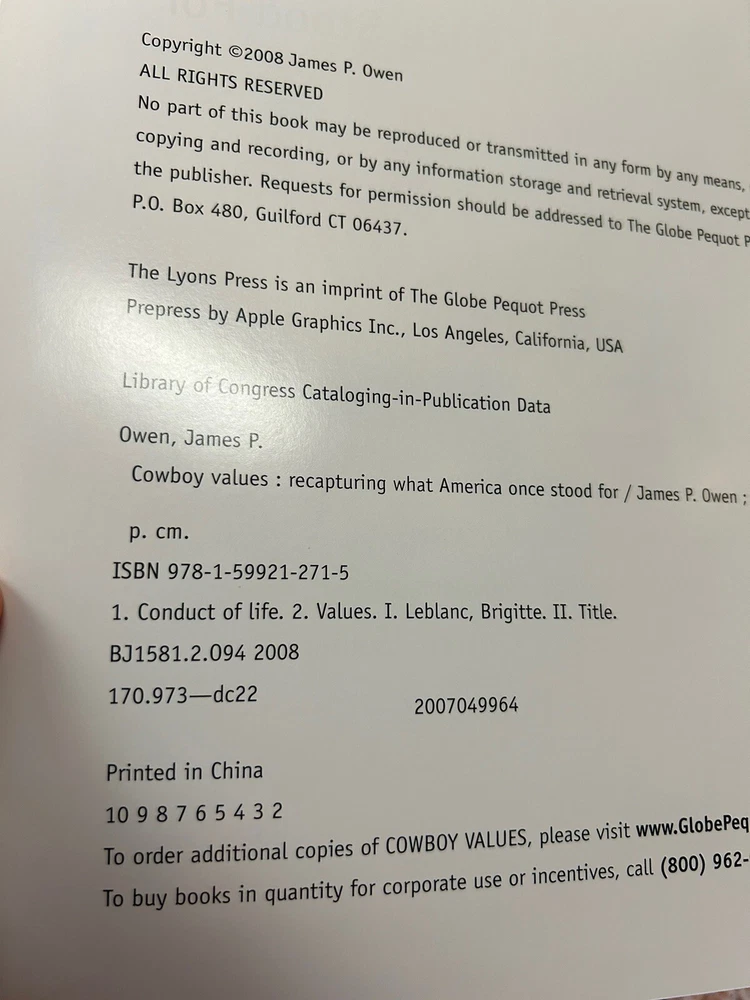 Copyright ©2008 James P. Owen
ALL RIGHTS RESERVED
No part of this book may be reproduced or transmitted in any form by any means,
copying and recording, or by any information storage and retrieval system, except
the publisher. Requests for permission should be addressed to The Globe Pequot P
P.O. Box 480, Guilford CT 06437.
The Lyons Press is an imprint of The Globe Pequot Press
Prepress by Apple Graphics Inc., Los Angeles, California, USA
Library of Congress Cataloging-in-Publication Data
Owen, James P.
Cowboy values : recapturing what America once stood for / James P. Owen ;
p. cm.
ISBN 978-1-59921-271-5
1. Conduct of life. 2. Values. I. Leblanc, Brigitte. II. Title.
BJ1581.2.094 2008
170.973—dc22 2007049964
Printed in China
10 9 8 7 6 5 4 3 2
To order additional copies of COWBOY VALUES, please visit www.GlobePeq
To buy books in quantity for corporate use or incentives, call (800) 962-